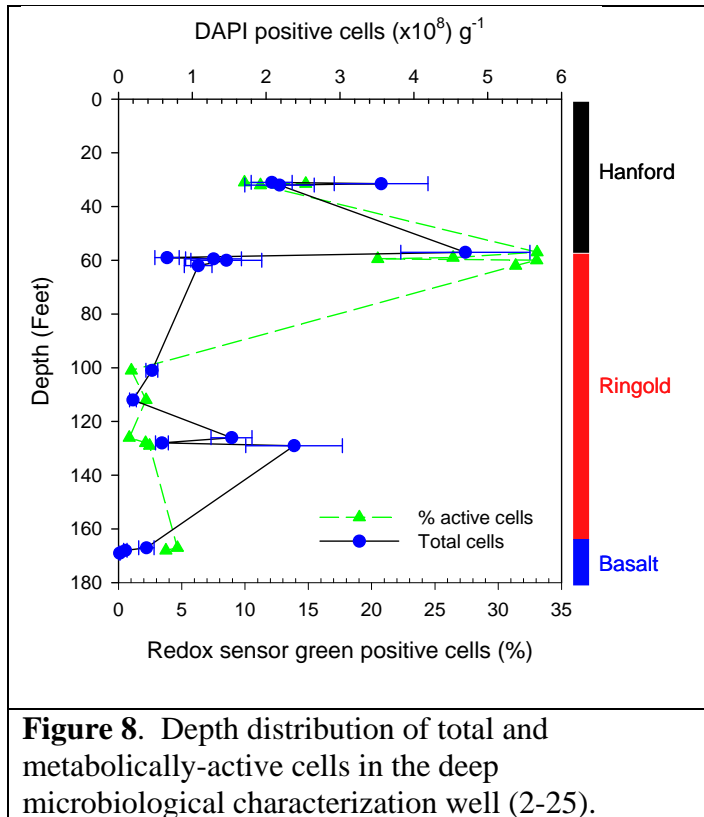 DAPI positive cells (x10⁸) g⁻¹
0 1 2 3 4 5 6
0
20
40
60
80
100
120
140
160
180
Depth (Feet)
Hanford
Ringold
Basalt
% active cells
Total cells
0 5 10 15 20 25 30 35
Redox sensor green positive cells (%)
Figure 8. Depth distribution of total and
metabolically-active cells in the deep
microbiological characterization well (2-25).